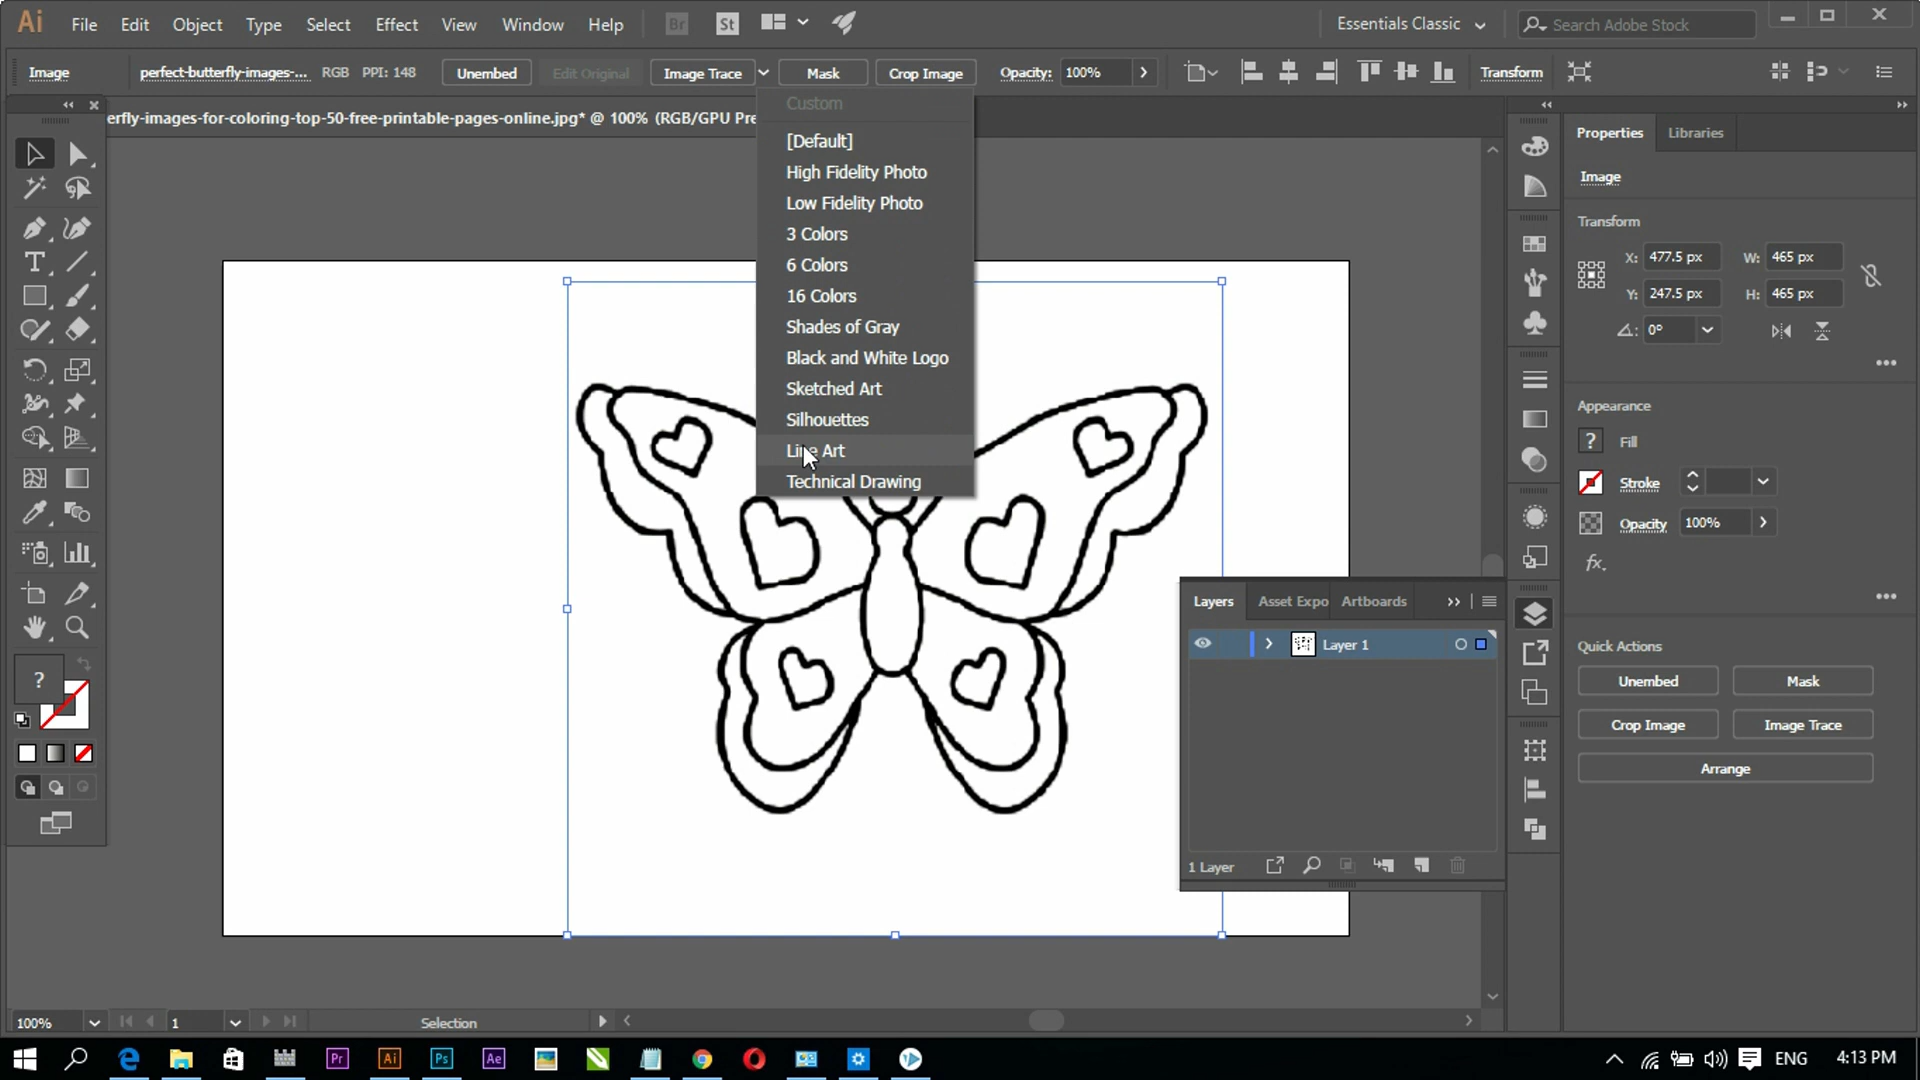 Ai File Edit Object Type Select Effect View Window Help Br St Essentials Classic Search Adobe Stock
Image perfect-butterfly-images-... RGB PPI: 148 Unembed Edit Original Image Trace Mask Crop Image Opacity: 100% Transform
erfly-images-for-coloring-top-50-free-printable-pages-online.jpg* @ 100% (RGB/GPU Pre
Custom
[Default]
High Fidelity Photo
Low Fidelity Photo
3 Colors
6 Colors
16 Colors
Shades of Gray
Black and White Logo
Sketched Art
Silhouettes
Line Art
Technical Drawing
Properties Libraries
Image
Transform
X: 477.5 px W: 465 px
Y: 247.5 px H: 465 px
0°
Appearance
? Fill
Stroke
Opacity 100%
fx.
Quick Actions
Unembed Mask
Crop Image Image Trace
Arrange
Layers Asset Expo Artboards
Layer 1
1 Layer
?
100% 1 Selection
Pr Ai Ps Ae ENG 4:13 PM